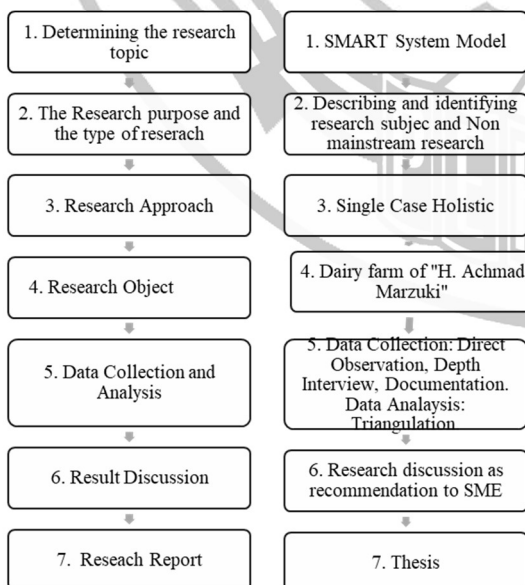 1. Determining the research
topic
2. The Research purpose and
the type of reserach
3. Research Approach
4. Research Object
5. Data Collection and
Analysis
6. Result Discussion
7. Reseach Report
1. SMART System Model
2. Describing and identifying
research subjec and Non
mainstream research
3. Single Case Holistic
4. Dairy farm of "H. Achmad
Marzuki"
5. Data Collection: Direct
Observation, Depth
Interview, Documentation.
Data Analaysis:
Triangulation
6. Research discussion as
recommendation to SME
7. Thesis